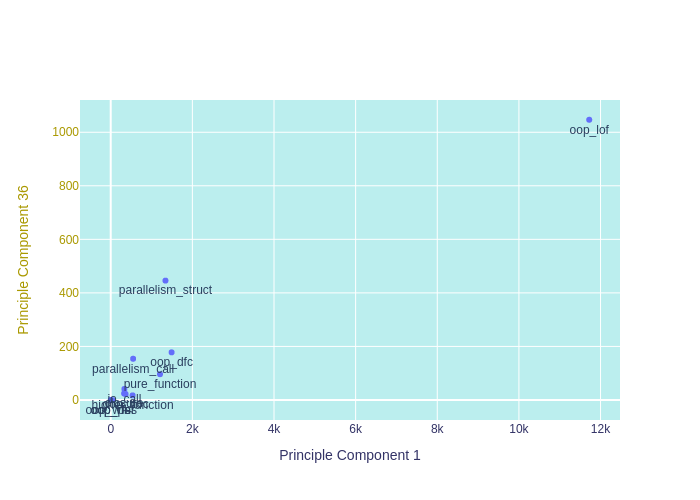 1000
800
600
400
200
0
Principle Component 36
oop_lof
parallelism_struct
oop_dfc
parallelism_call
pure_function
0
2k
4k
6k
8k
10k
12k
Principle Component 1